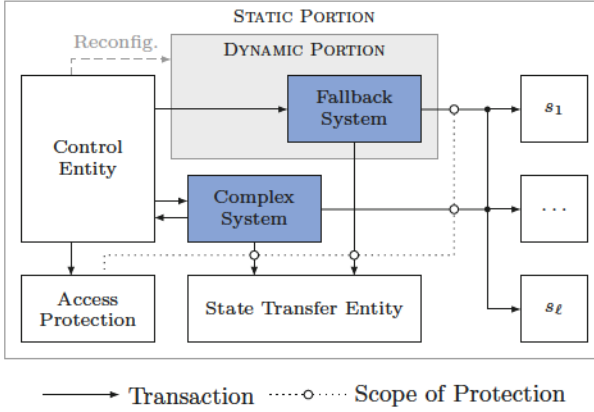 STATIC PORTION
Reconfig.
DYNAMIC PORTION
Control
Entity
Fallback
System
s₁
Complex
System
...
Access
Protection
State Transfer Entity
sℓ
Transaction
Scope of Protection